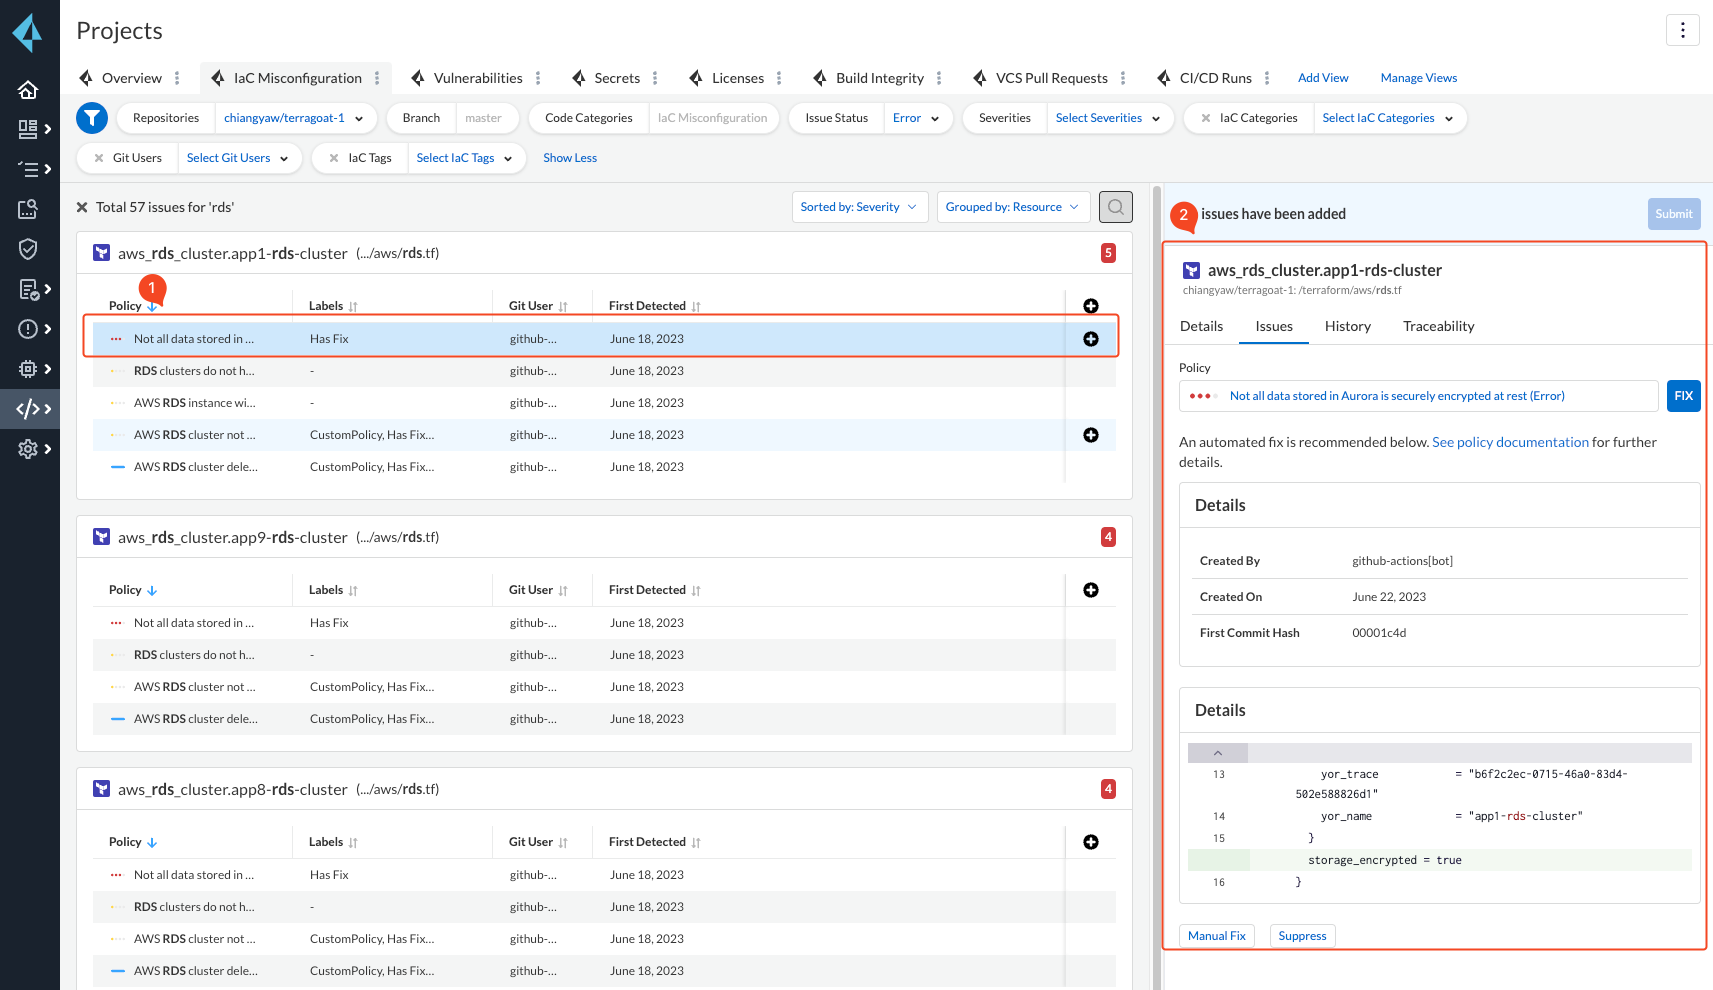 Projects
Overview IaC Misconfiguration Vulnerabilities Secrets Licenses Build Integrity VCS Pull Requests CI/CD Runs Add View Manage Views
Repositories chiangyaw/terragoat-1 Branch master Code Categories IaC Misconfiguration Issue Status Error Severities Select Severities IaC Categories Select IaC Categories
Git Users Select Git Users IaC Tags Select IaC Tags Show Less
Total 57 issues for 'rds' Sorted by: Severity Grouped by: Resource
aws_rds_cluster.app1-rds-cluster (.../aws/rds.tf) 5
1
Policy Labels Git User First Detected
Not all data stored in ... Has Fix github-... June 18, 2023
RDS clusters do not h... - github-... June 18, 2023
AWS RDS instance wi... - github-... June 18, 2023
AWS RDS cluster not ... CustomPolicy, Has Fix... github-... June 18, 2023
AWS RDS cluster dele... CustomPolicy, Has Fix... github-... June 18, 2023
aws_rds_cluster.app9-rds-cluster (.../aws/rds.tf) 4
Policy Labels Git User First Detected
Not all data stored in ... Has Fix github-... June 18, 2023
RDS clusters do not h... - github-... June 18, 2023
AWS RDS cluster not ... CustomPolicy, Has Fix... github-... June 18, 2023
AWS RDS cluster dele... CustomPolicy, Has Fix... github-... June 18, 2023
aws_rds_cluster.app8-rds-cluster (.../aws/rds.tf) 4
Policy Labels Git User First Detected
Not all data stored in ... Has Fix github-... June 18, 2023
RDS clusters do not h... - github-... June 18, 2023
AWS RDS cluster not ... CustomPolicy, Has Fix... github-... June 18, 2023
AWS RDS cluster dele... CustomPolicy, Has Fix... github-... June 18, 2023
2 issues have been added Submit
aws_rds_cluster.app1-rds-cluster
chiangyaw/terragoat-1: /terraform/aws/rds.tf
Details Issues History Traceability
Policy
Not all data stored in Aurora is securely encrypted at rest (Error) FIX
An automated fix is recommended below. See policy documentation for further
details.
Details
Created By github-actions[bot]
Created On June 22, 2023
First Commit Hash 00001c4d
Details
13 yor_trace = "b6f2c2ec-0715-46a0-83d4-
502e588826d1"
14 yor_name = "app1-rds-cluster"
15 }
storage_encrypted = true
16 }
Manual Fix Suppress